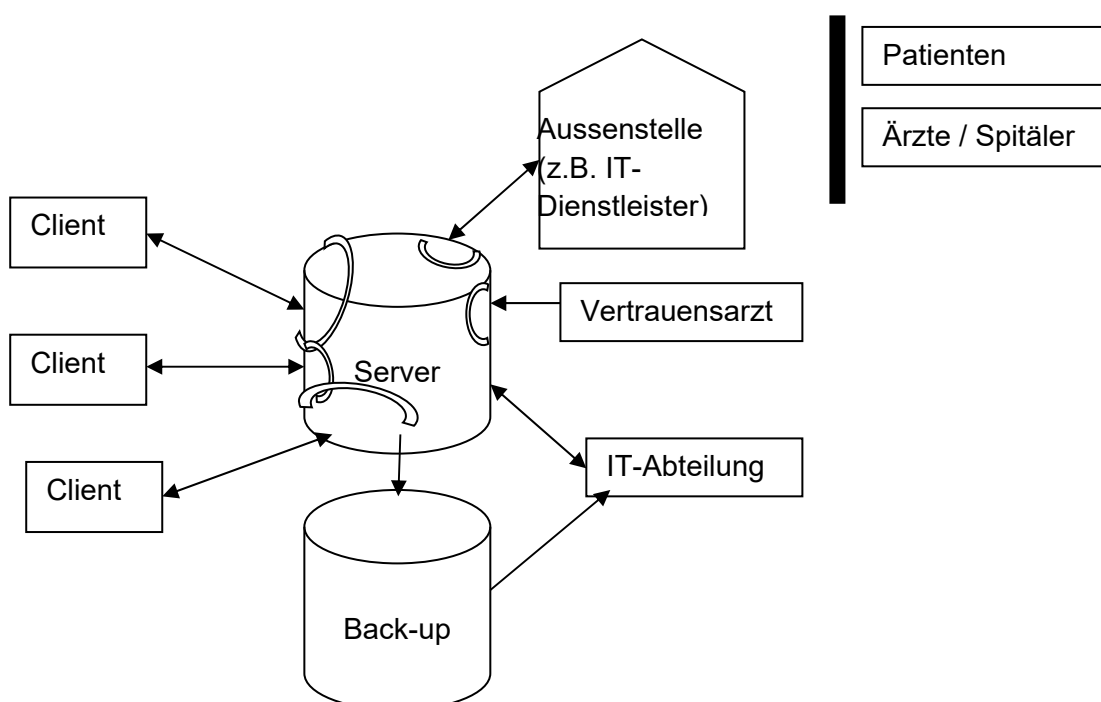 Patienten
Ärzte / Spitäler
Aussenstelle
(z.B. IT-
Dienstleister)
Client
Vertrauensarzt
Client
Server
Client
IT-Abteilung
Back-up